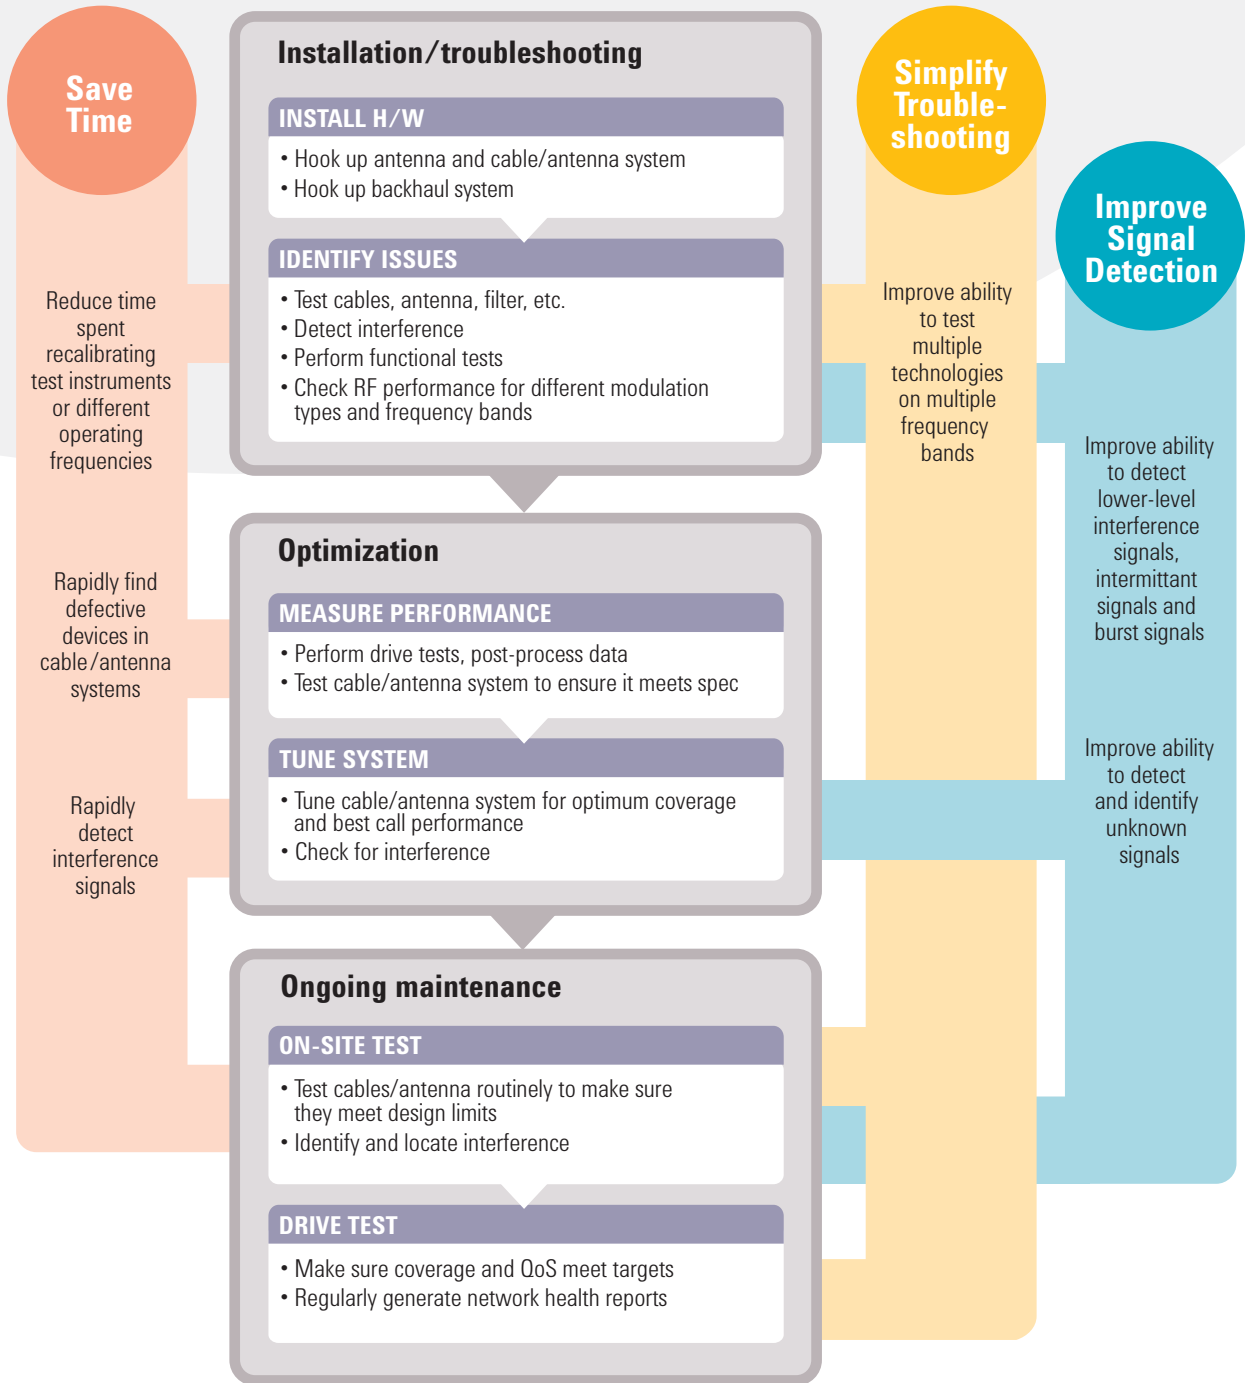 Save
Time
Reduce time
spent
recalibrating
test instruments
or different
operating
frequencies
Rapidly find
defective
devices in
cable/antenna
systems
Rapidly
detect
interference
signals
Installation/troubleshooting
INSTALL H/W
• Hook up antenna and cable/antenna system
• Hook up backhaul system
IDENTIFY ISSUES
• Test cables, antenna, filter, etc.
• Detect interference
• Perform functional tests
• Check RF performance for different modulation
types and frequency bands
Optimization
MEASURE PERFORMANCE
• Perform drive tests, post-process data
• Test cable/antenna system to ensure it meets spec
TUNE SYSTEM
• Tune cable/antenna system for optimum coverage
and best call performance
• Check for interference
Ongoing maintenance
ON-SITE TEST
• Test cables/antenna routinely to make sure
they meet design limits
• Identify and locate interference
DRIVE TEST
• Make sure coverage and QoS meet targets
• Regularly generate network health reports
Simplify
Trouble-
shooting
Improve ability
to test
multiple
technologies
on multiple
frequency
bands
Improve
Signal
Detection
Improve ability
to detect
lower-level
interference
signals,
intermittant
signals and
burst signals
Improve ability
to detect
and identify
unknown
signals